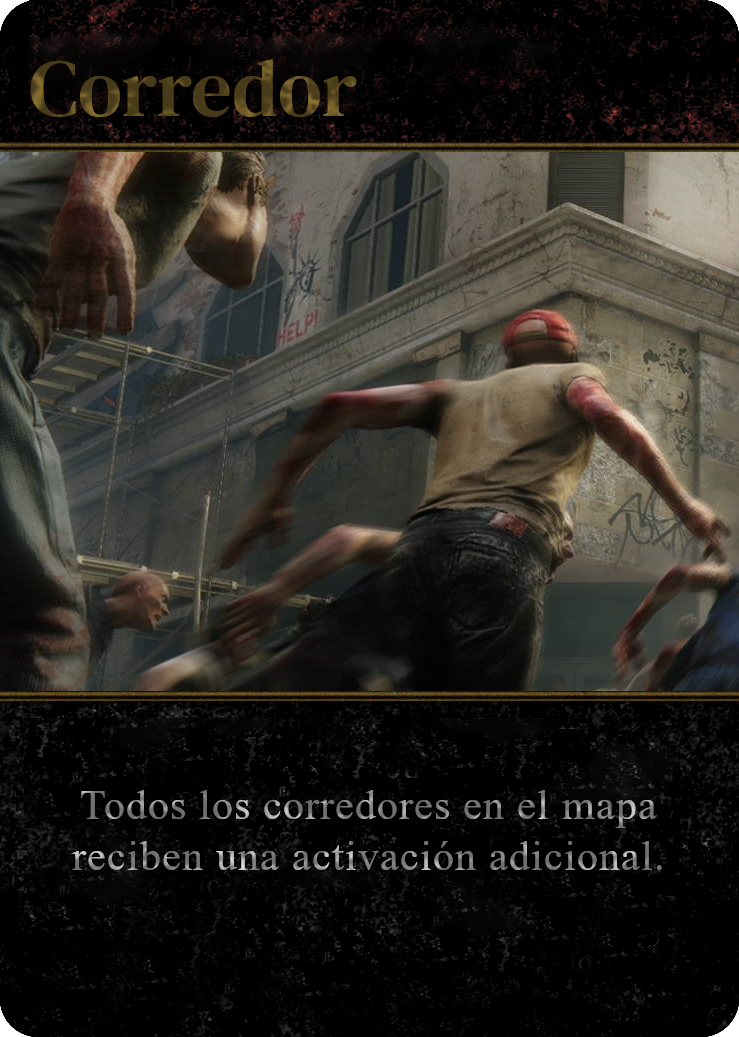 Corredor
HELP!
Todos los corredores en el mapa
reciben una activación adicional.